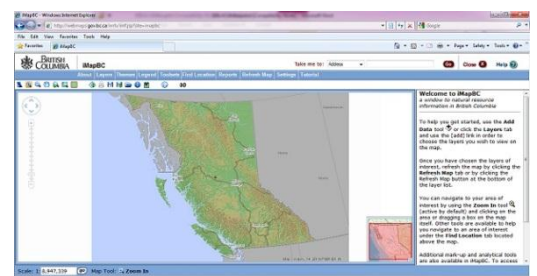 iMapBC - Windows Internet Explorer
File Edit View Favorites Tools Help
Favorites iMapBC
Page Safety Tools
BRITISH COLUMBIA
iMapBC
Take me to: Address
Close
Help
About Layers Themes Legend Toolsets Find Location Reports Refresh Map Settings Tutorial
Welcome to iMapBC
a window to natural resource
information in British Columbia
To help you get started, use the Add
Data tool or click the Layers tab
and use the [add] link in order to
choose the layers you wish to view on
the map.
Once you have chosen the layers of
interest, refresh the map by clicking the
Refresh Map tab or by clicking the
Refresh Map button at the bottom of
the layer list.
You can navigate to your area of
interest by using the Zoom In tool
(active by default) and clicking on the
area or dragging a box on the map
itself. Other tools are available to help
you navigate to an area of interest
under the Find Location tab located
above the map.
Additional mark-up and analytical tools
are also available in iMapBC. To access
Map Tool: Zoom In